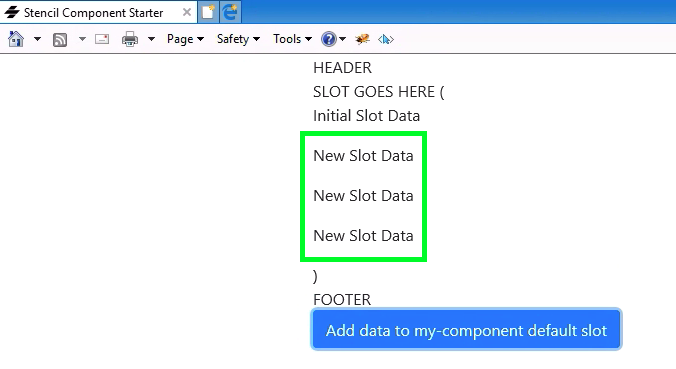 Stencil Component Starter
Page Safety Tools
HEADER
SLOT GOES HERE (
Initial Slot Data
New Slot Data
New Slot Data
New Slot Data
)
FOOTER
Add data to my-component default slot